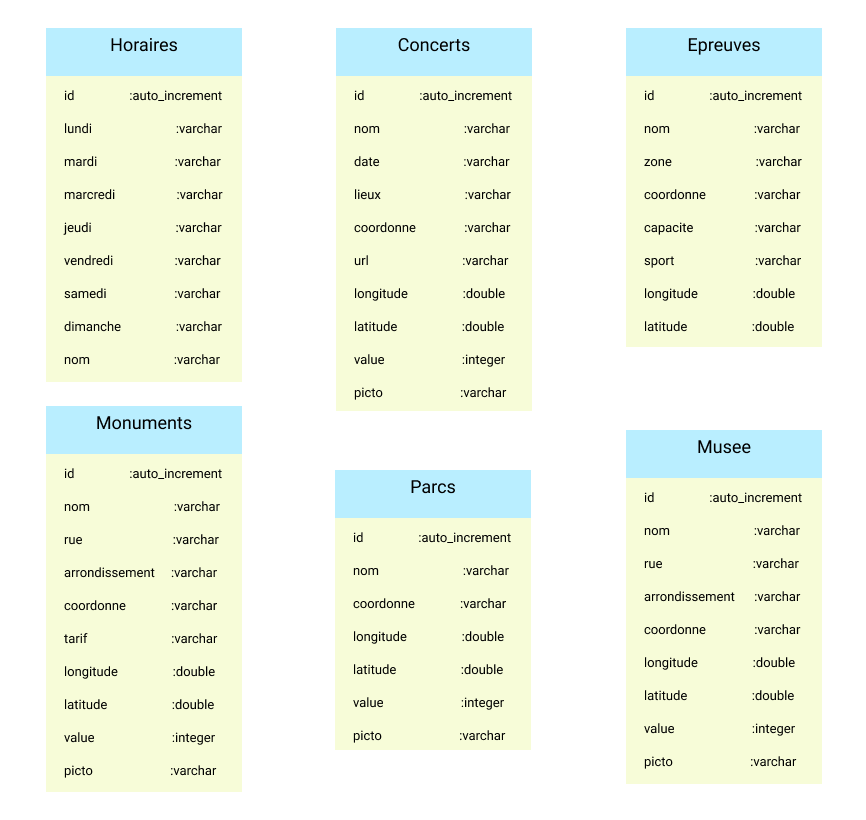 Horaires
id :auto_increment
lundi :varchar
mardi :varchar
marcredi :varchar
jeudi :varchar
vendredi :varchar
samedi :varchar
dimanche :varchar
nom :varchar
Concerts
id :auto_increment
nom :varchar
date :varchar
lieux :varchar
coordonne :varchar
url :varchar
longitude :double
latitude :double
value :integer
picto :varchar
Epreuves
id :auto_increment
nom :varchar
zone :varchar
coordonne :varchar
capacite :varchar
sport :varchar
longitude :double
latitude :double
Monuments
id :auto_increment
nom :varchar
rue :varchar
arrondissement :varchar
coordonne :varchar
tarif :varchar
longitude :double
latitude :double
value :integer
picto :varchar
Parcs
id :auto_increment
nom :varchar
coordonne :varchar
longitude :double
latitude :double
value :integer
picto :varchar
Musee
id :auto_increment
nom :varchar
rue :varchar
arrondissement :varchar
coordonne :varchar
longitude :double
latitude :double
value :integer
picto :varchar